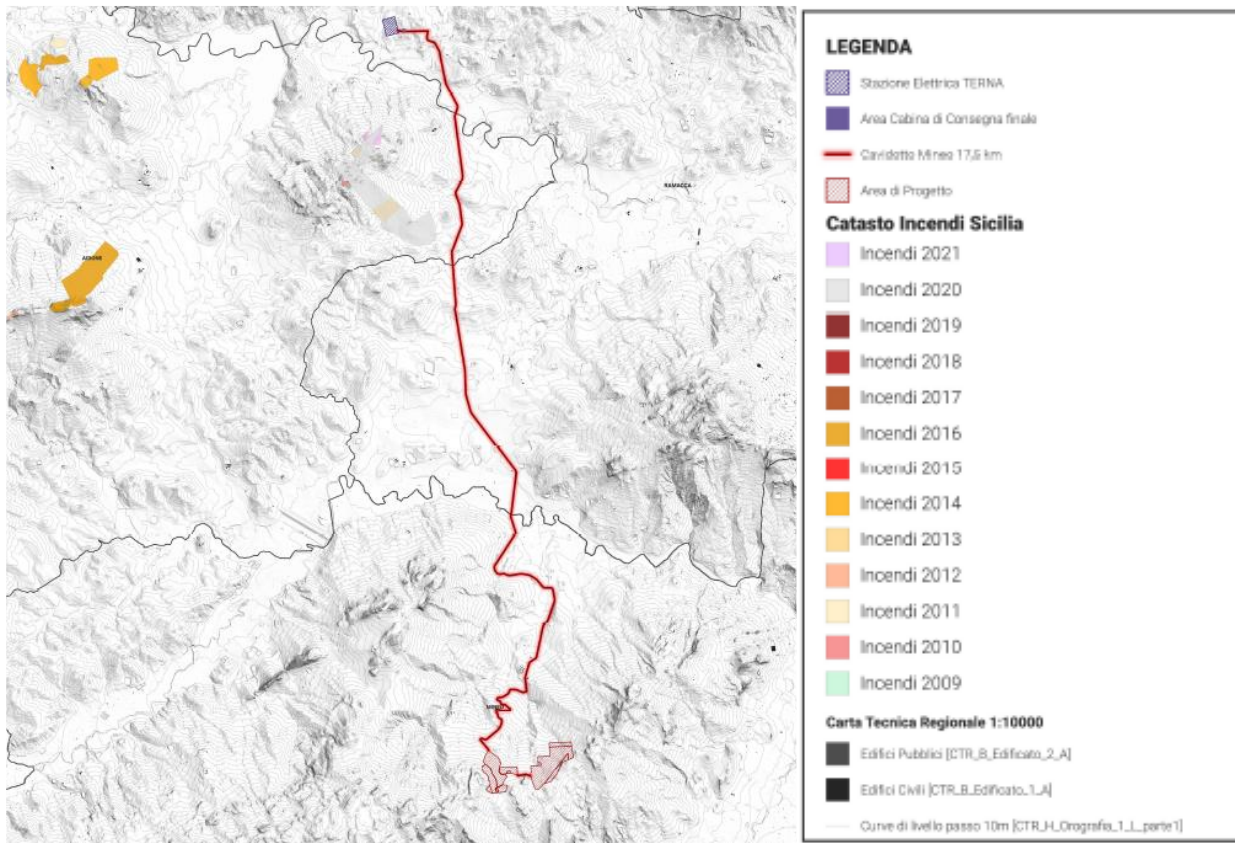 AIDONE
RAMACCA
MINEO
LEGENDA
Stazione Elettrica TERNA
Area Cabina di Consegna finale
Cavidotto Mineo 17,5 km
Area di Progetto
Catasto Incendi Sicilia
Incendi 2021
Incendi 2020
Incendi 2019
Incendi 2018
Incendi 2017
Incendi 2016
Incendi 2015
Incendi 2014
Incendi 2013
Incendi 2012
Incendi 2011
Incendi 2010
Incendi 2009
Carta Tecnica Regionale 1:10000
Edifici Pubblici [CTR_B_Edificato_2_A]
Edifici Civili [CTR_B_Edificato_1_A]
Curve di livello passo 10m [CTR_H_Orografia_1_L_parte1]